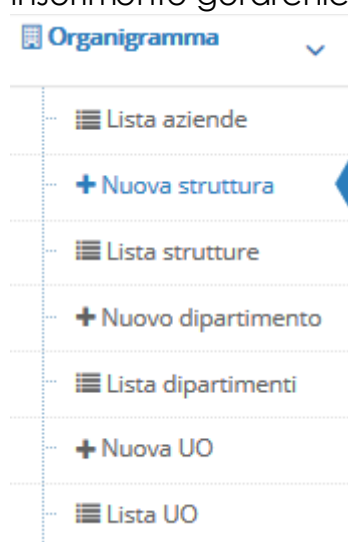 Organigramma
Lista aziende
Nuova struttura
Lista strutture
Nuovo dipartimento
Lista dipartimenti
Nuova UO
Lista UO